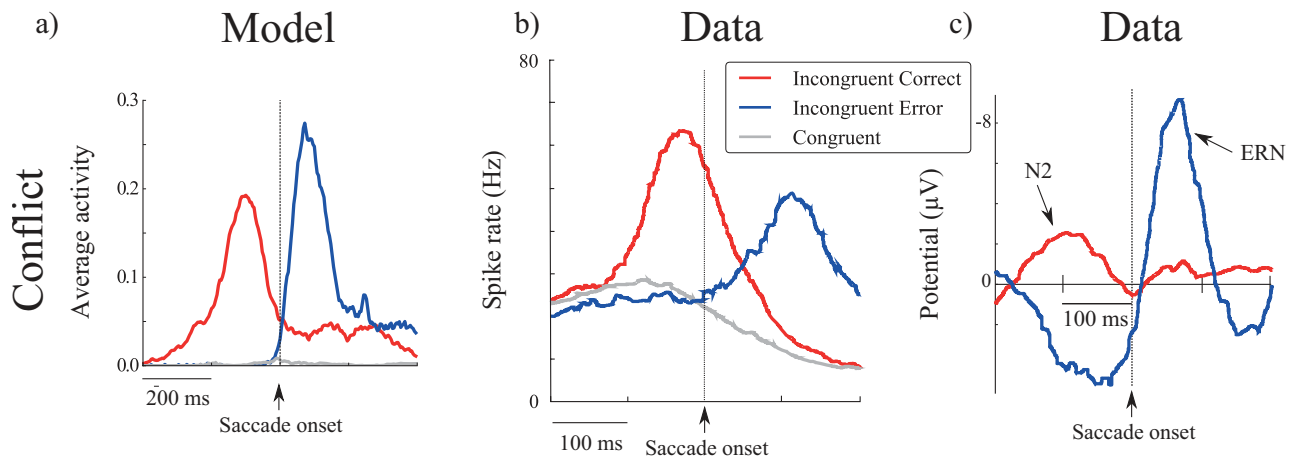 a)
Model
b)
Data
c)
Data
Conflict
Average activity
0.3
0.2
0.1
0.0
200 ms
Saccade onset
Spike rate (Hz)
80
0
100 ms
Saccade onset
Incongruent Correct
Incongruent Error
Congruent
Potential (μV)
-8
0
N2
ERN
100 ms
Saccade onset